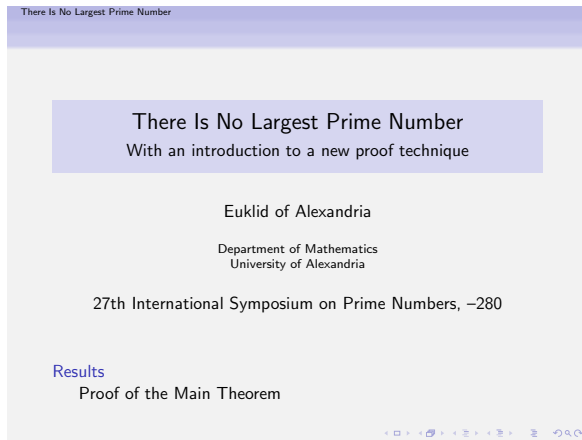 There Is No Largest Prime Number
There Is No Largest Prime Number
With an introduction to a new proof technique
Euklid of Alexandria
Department of Mathematics
University of Alexandria
27th International Symposium on Prime Numbers, –280
Results
Proof of the Main Theorem